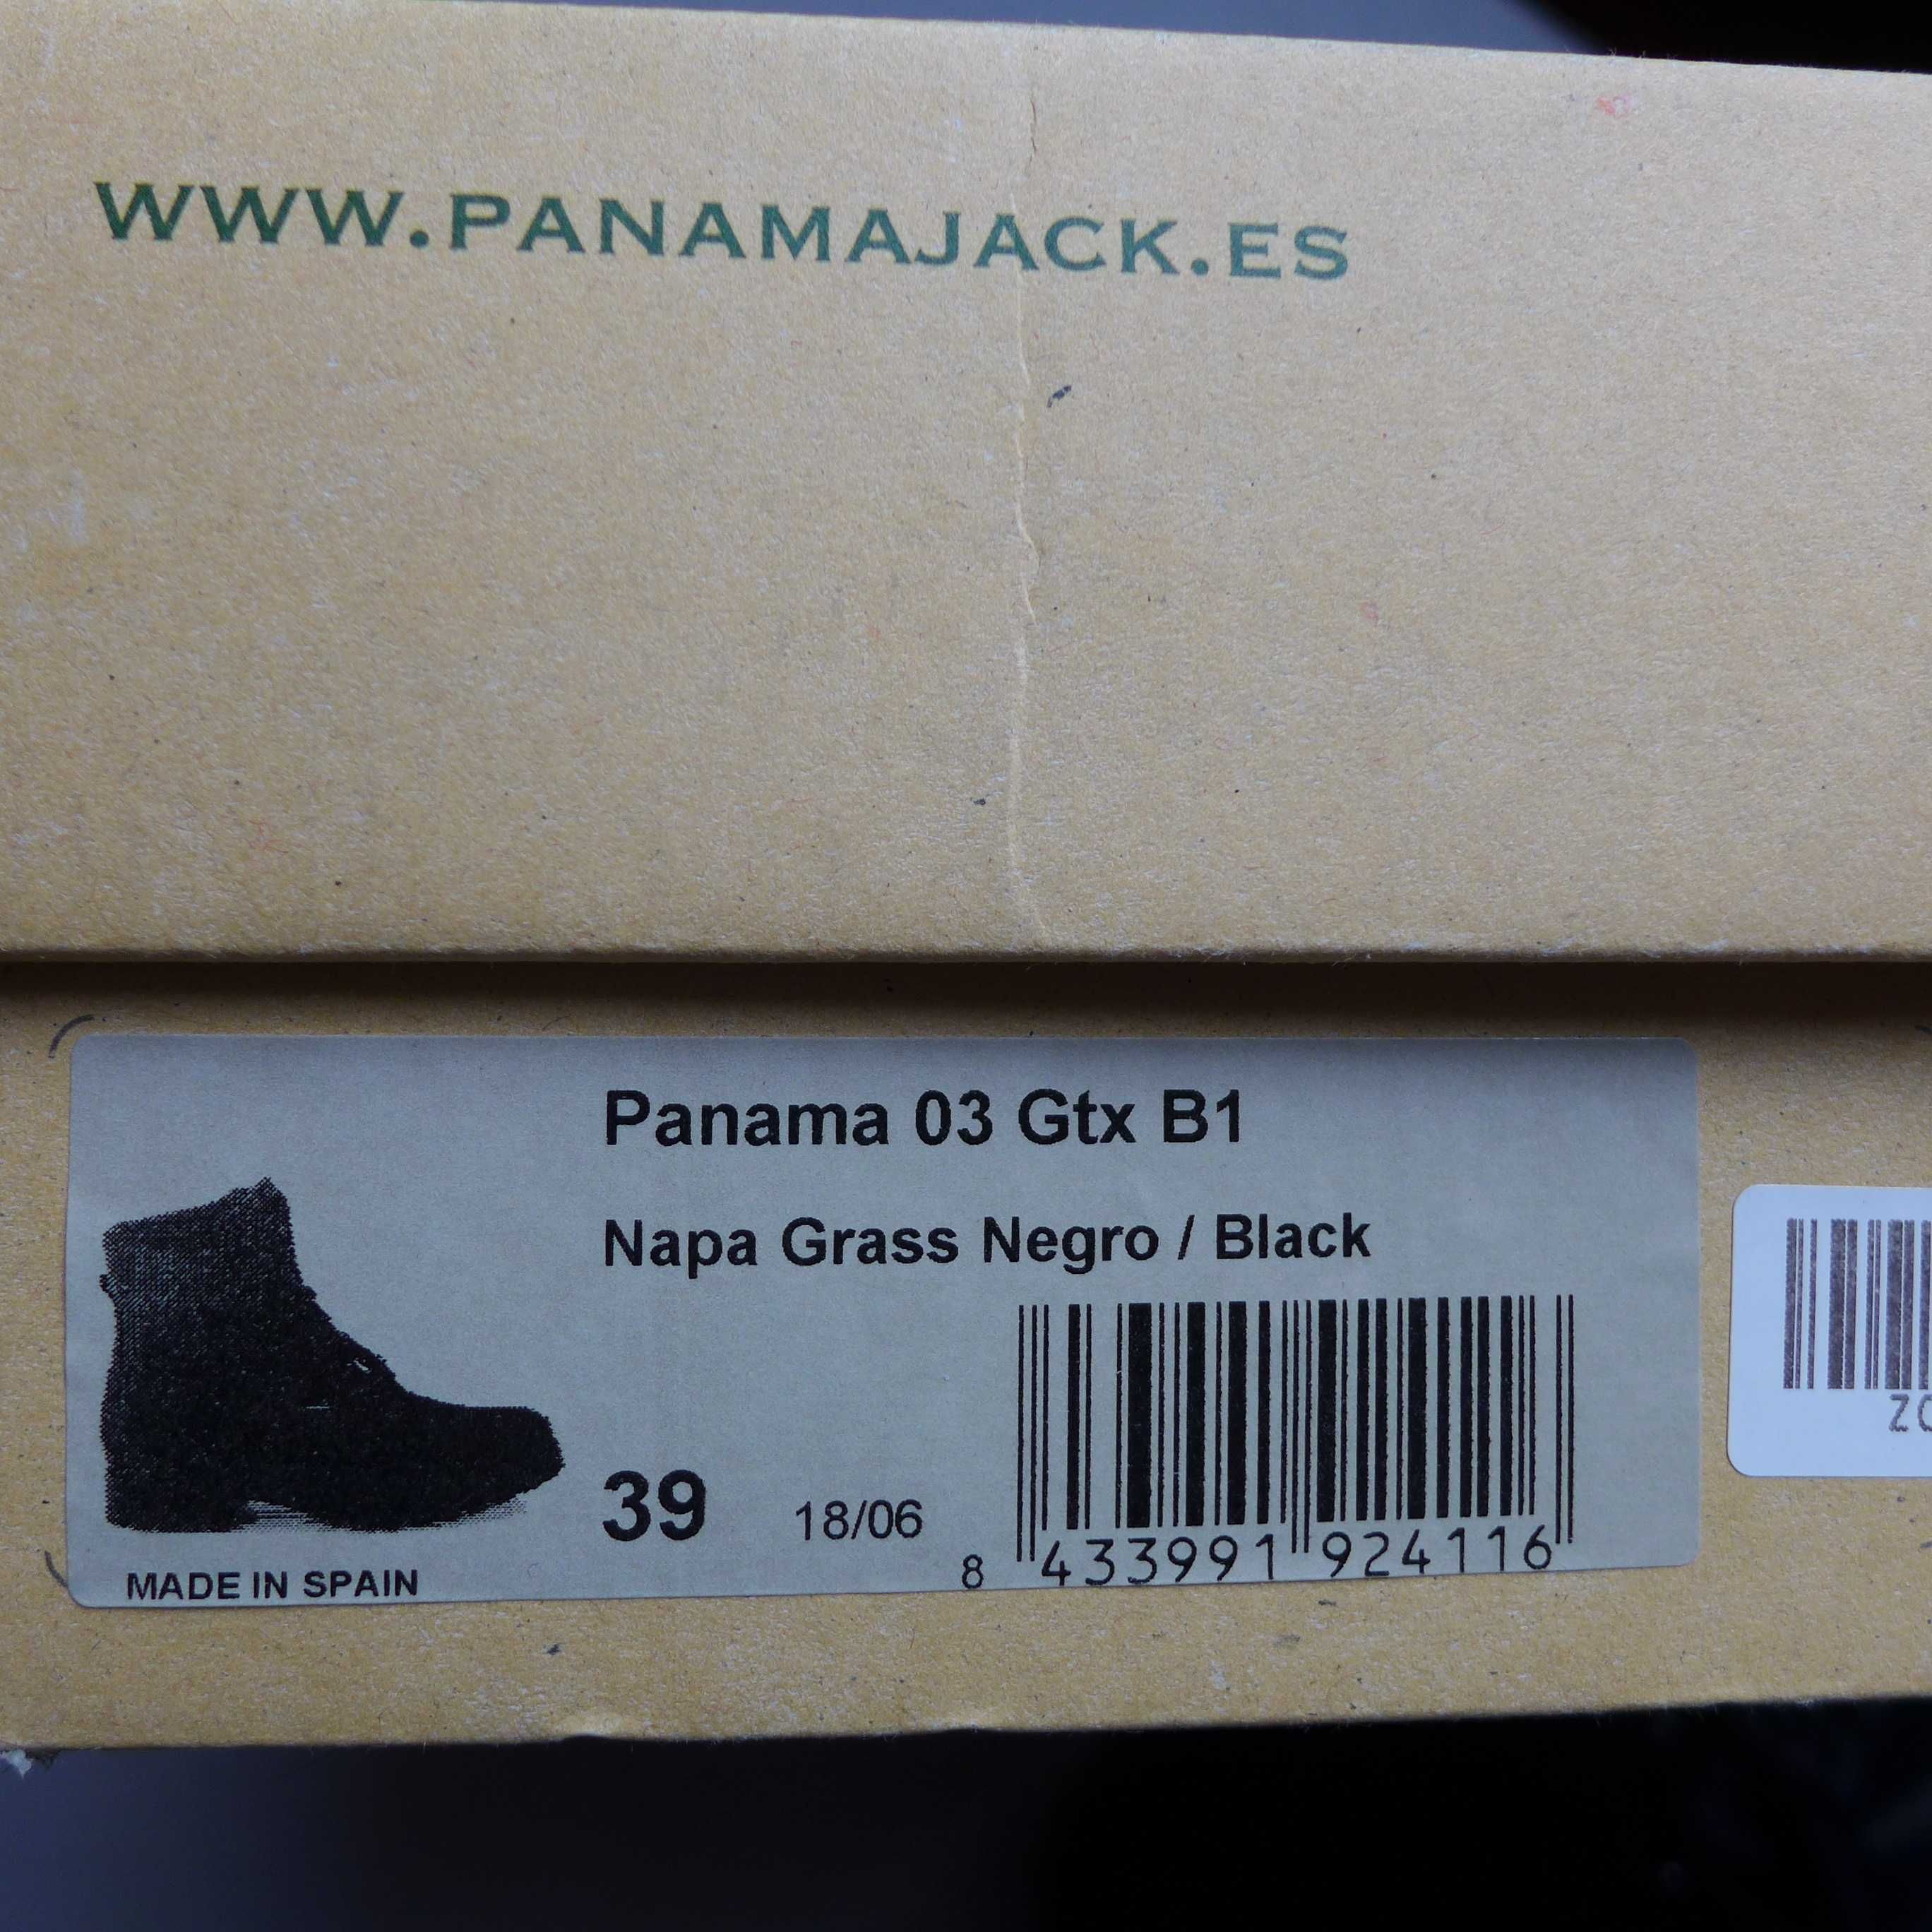 WWW.PANAMAJACK.ES
Panama 03 Gtx B1
Napa Grass Negro / Black
39 18/06
8 433991 924116
MADE IN SPAIN